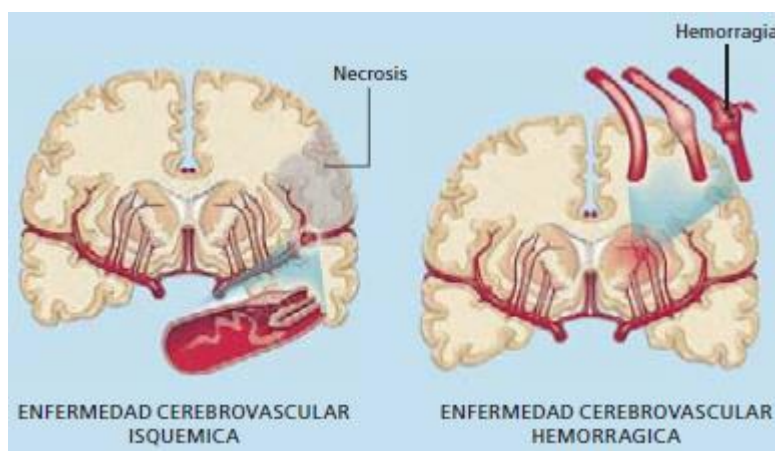 Hemorragia
Necrosis
ENFERMEDAD CEREBROVASCULAR
ISQUEMICA
ENFERMEDAD CEREBROVASCULAR
HEMORRAGICA